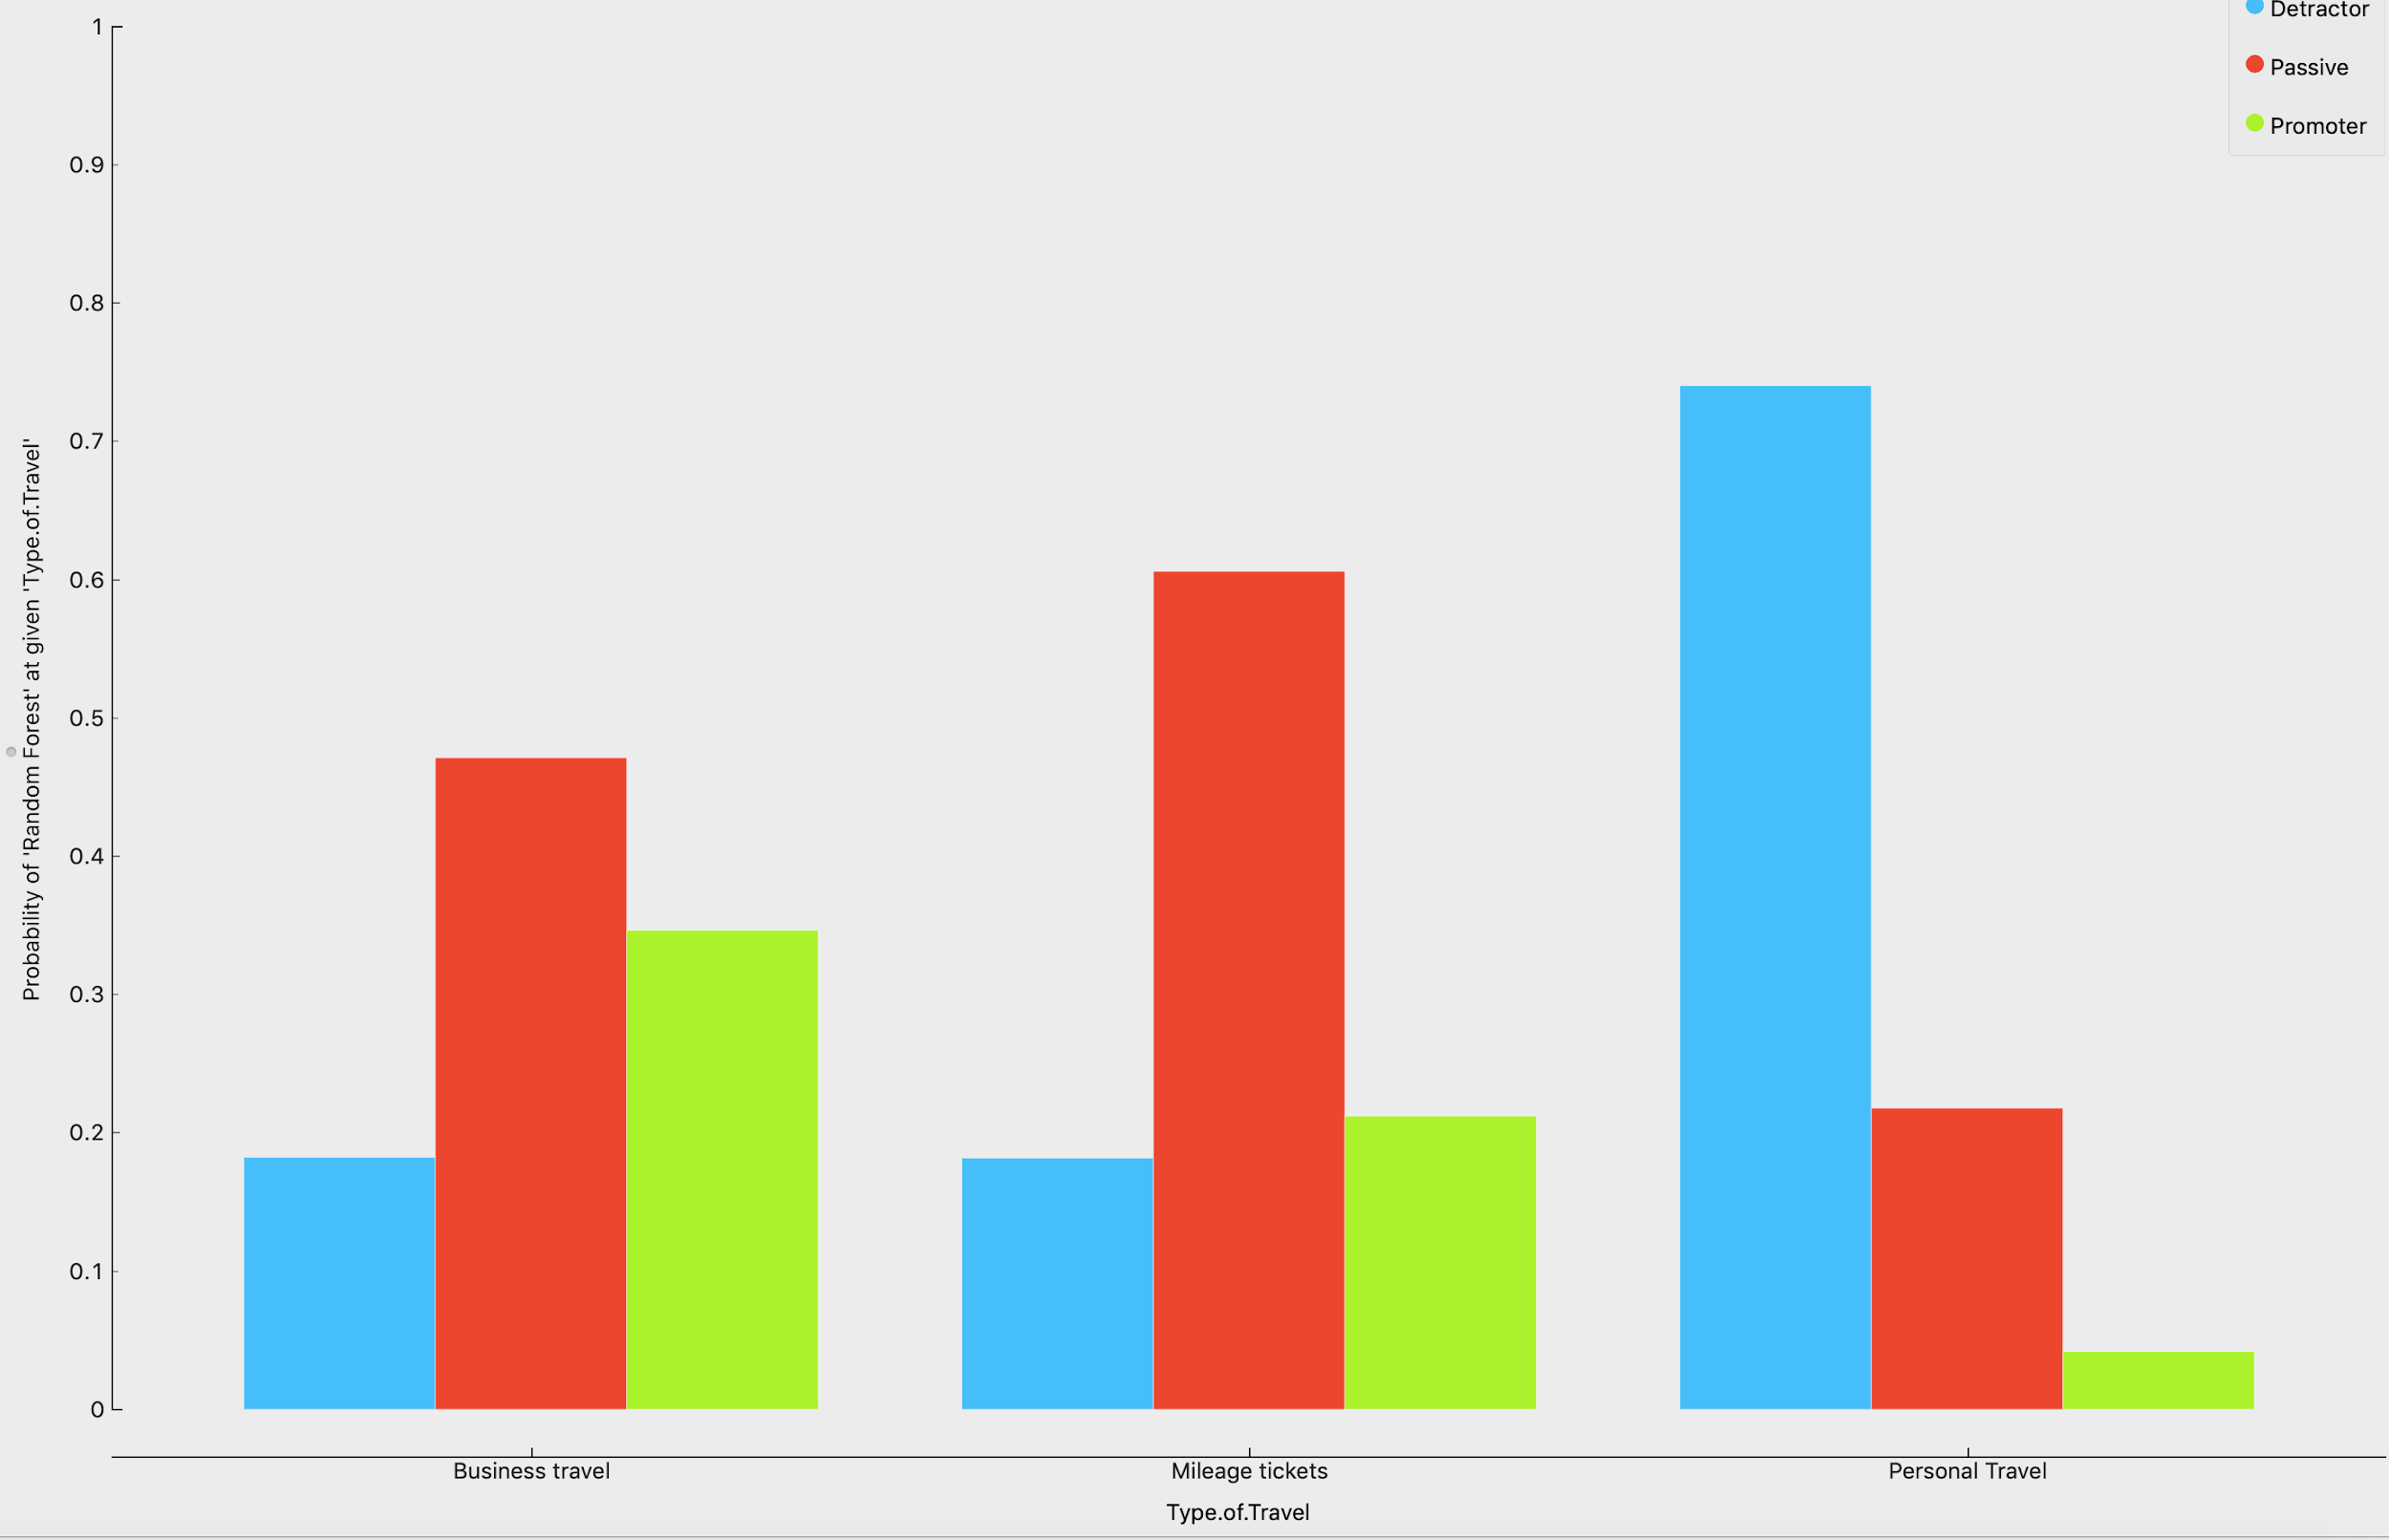 Detractor
Passive
Promoter
1
0.9
0.8
0.7
0.6
0.5
0.4
0.3
0.2
0.1
0
Probability of 'Random Forest' at given 'Type.of.Travel'
Business travel
Mileage tickets
Personal Travel
Type.of.Travel